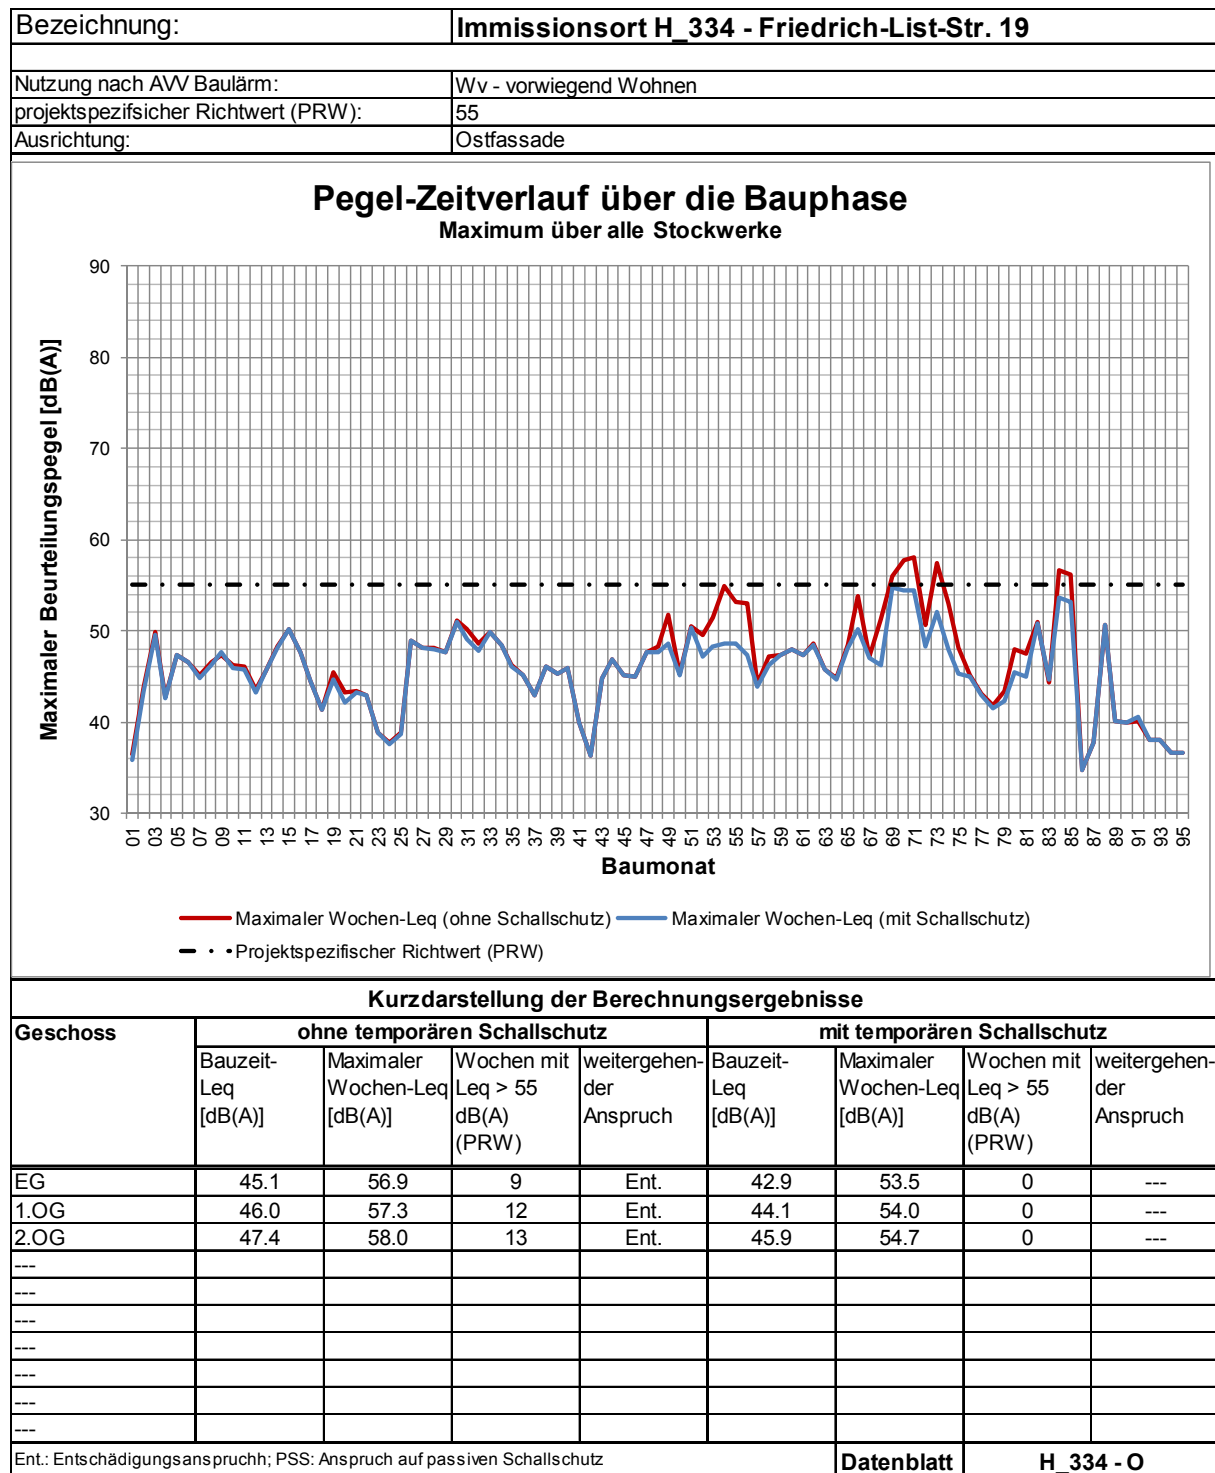 Bezeichnung: Immissionsort H_334 - Friedrich-List-Str. 19
Nutzung nach AVV Baulärm: Wv - vorwiegend Wohnen
projektspezifsicher Richtwert (PRW): 55
Ausrichtung: Ostfassade
Pegel-Zeitverlauf über die Bauphase
Maximum über alle Stockwerke
Maximaler Beurteilungspegel [dB(A)]
90
80
70
60
50
40
30
01 03 05 07 09 11 13 15 17 19 21 23 25 27 29 31 33 35 37 39 41 43 45 47 49 51 53 55 57 59 61 63 65 67 69 71 73 75 77 79 81 83 85 87 89 91 93 95
Baumonat
Maximaler Wochen-Leq (ohne Schallschutz) Maximaler Wochen-Leq (mit Schallschutz)
Projektspezifischer Richtwert (PRW)
Kurzdarstellung der Berechnungsergebnisse
Geschoss ohne temporären Schallschutz mit temporären Schallschutz
Bauzeit- Maximaler Wochen mit weitergehen- Bauzeit- Maximaler Wochen mit weitergehen-
Leq Wochen-Leq Leq > 55 der Leq Wochen-Leq Leq > 55 der
[dB(A)] [dB(A)] dB(A) Anspruch [dB(A)] [dB(A)] dB(A) Anspruch
(PRW) (PRW)
EG 45.1 56.9 9 Ent. 42.9 53.5 0 ---
1.OG 46.0 57.3 12 Ent. 44.1 54.0 0 ---
2.OG 47.4 58.0 13 Ent. 45.9 54.7 0 ---
---
---
---
---
---
---
---
Ent.: Entschädigungsanspruchh; PSS: Anspruch auf passiven Schallschutz Datenblatt H_334 - O